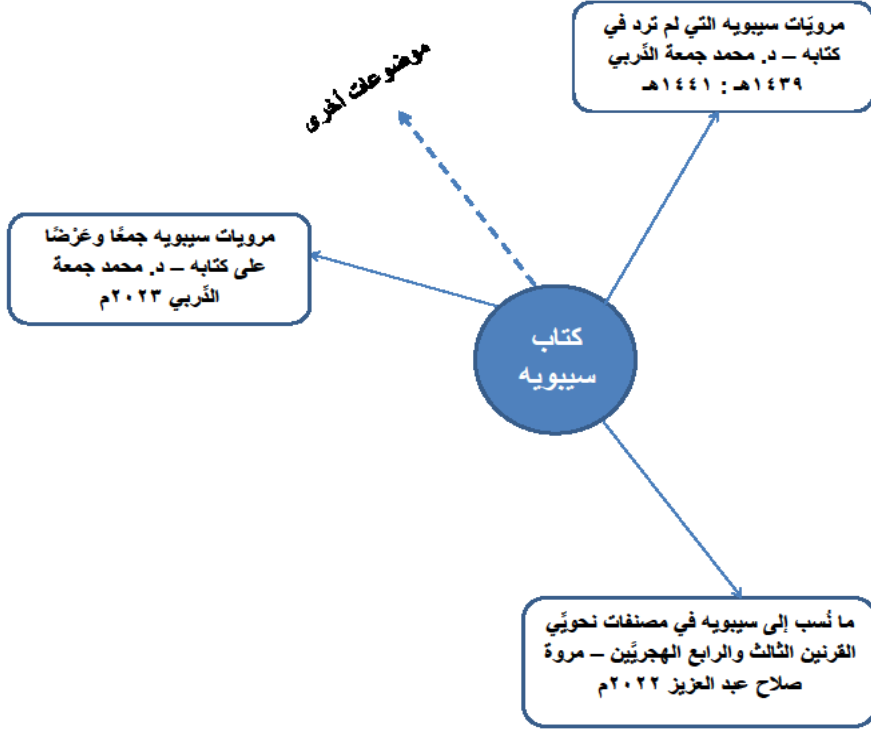 مرويّات سيبويه التي لم ترد في
كتابه – د. محمد جمعة الدِّربي
١٤٣٩هـ : ١٤٤١هـ
موضوعات أخرى
مرويات سيبويه جمعًا وعَرْضًا
على كتابه – د. محمد جمعة
الدِّربي ٢٠٢٣م
كتاب
سيبويه
ما نُسب إلى سيبويه في مصنفات نحويِّي
القرنين الثالث والرابع الهجريَّين – مروة
صلاح عبد العزيز ٢٠٢٢م